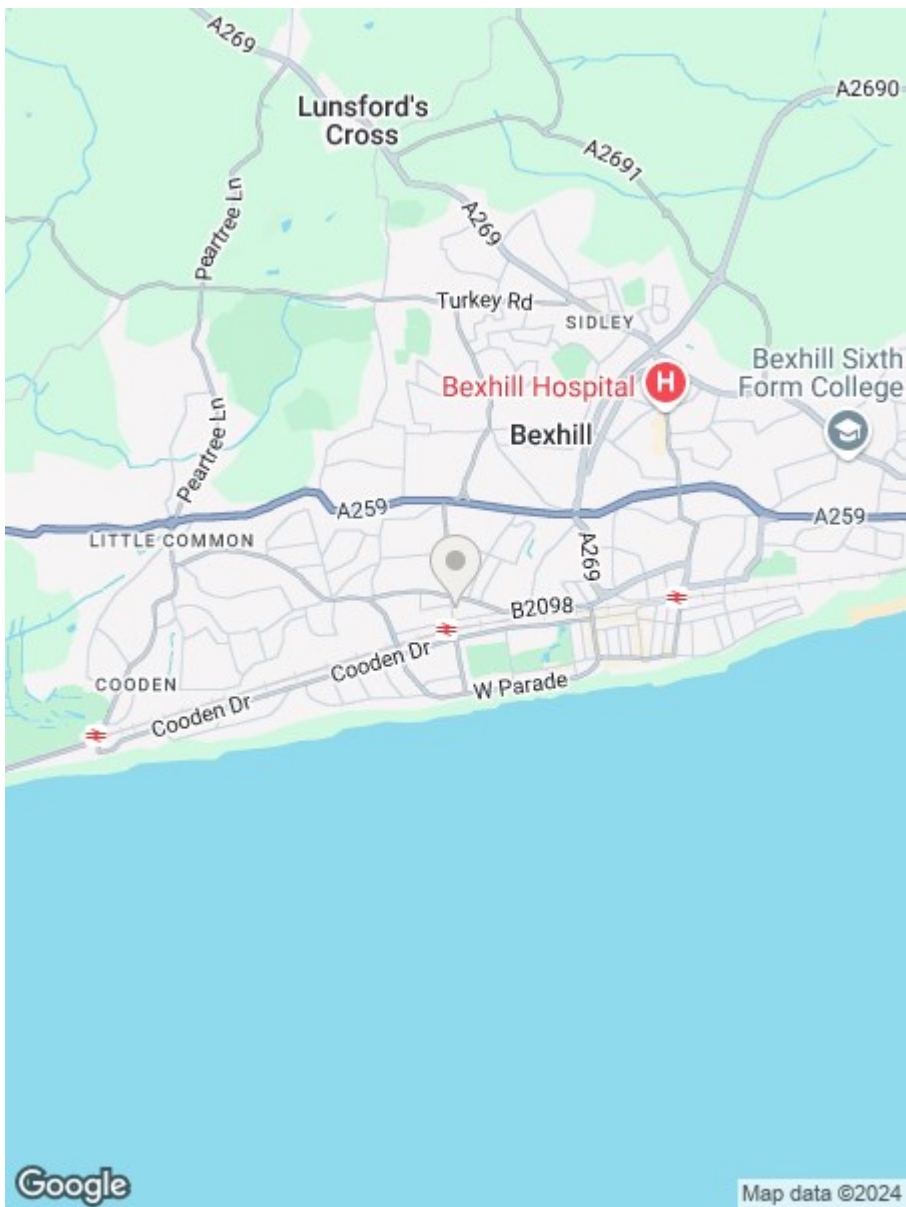 A269
A2690
Lunsford's
Cross
A2691
Peartree Ln
A269
Turkey Rd
SIDLEY
Bexhill Sixth
Form College
Bexhill Hospital
H
Bexhill
Peartree Ln
A259
A259
LITTLE COMMON
A269
B2098
Cooden Dr
COODEN
W Parade
Cooden Dr
Google
Map data ©2024